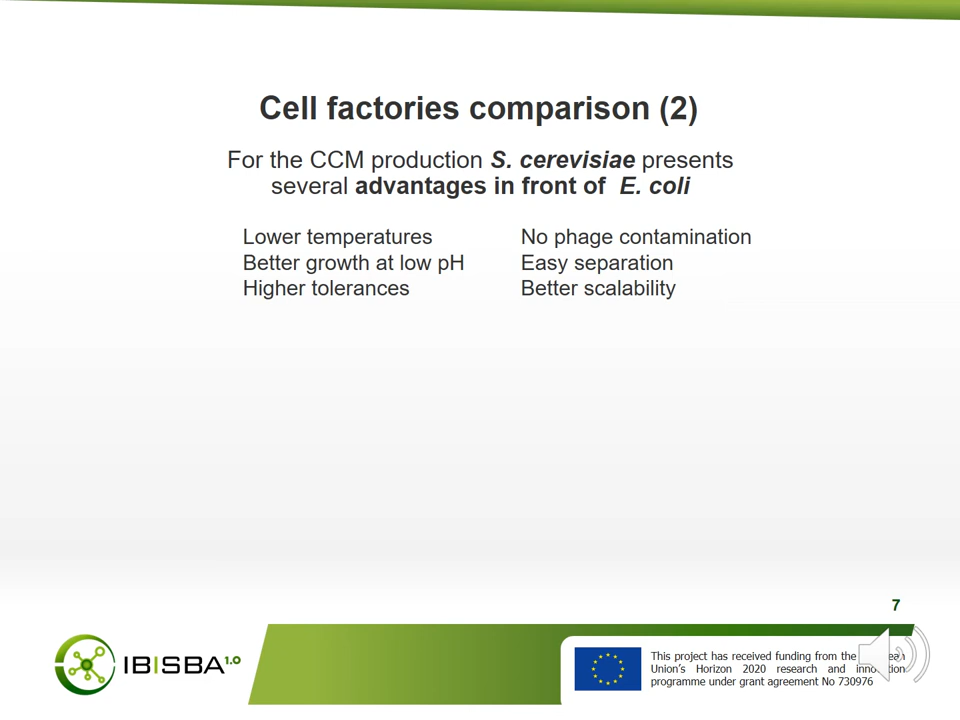 Cell factories comparison (2)
For the CCM production S. cerevisiae presents
several advantages in front of E. coli
Lower temperatures
Better growth at low pH
Higher tolerances
No phage contamination
Easy separation
Better scalability
7
IBISBA 1.0
This project has received funding from the
Union's Horizon 2020 research and
programme under grant agreement No 730976